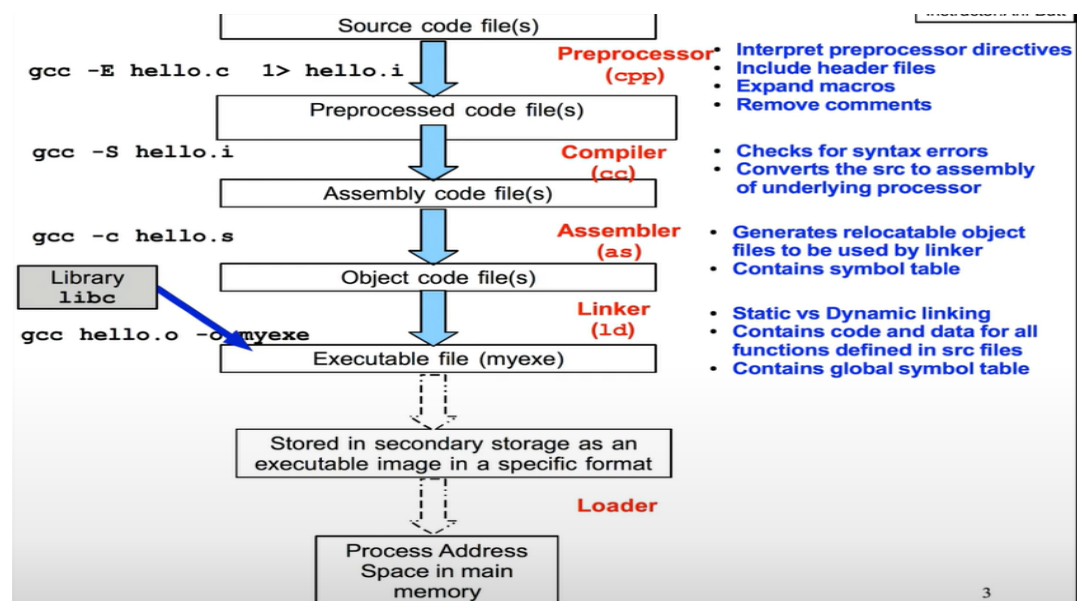 Source code file(s)
gcc -E hello.c 1> hello.i
Preprocessor
(cpp)
• Interpret preprocessor directives
• Include header files
• Expand macros
• Remove comments
Preprocessed code file(s)
gcc -S hello.i
Compiler
(cc)
• Checks for syntax errors
• Converts the src to assembly
of underlying processor
Assembly code file(s)
gcc -c hello.s
Assembler
(as)
• Generates relocatable object
files to be used by linker
• Contains symbol table
Object code file(s)
Library
libc
gcc hello.o -o myexe
Linker
(ld)
• Static vs Dynamic linking
• Contains code and data for all
functions defined in src files
• Contains global symbol table
Executable file (myexe)
Stored in secondary storage as an
executable image in a specific format
Loader
Process Address
Space in main
memory
3